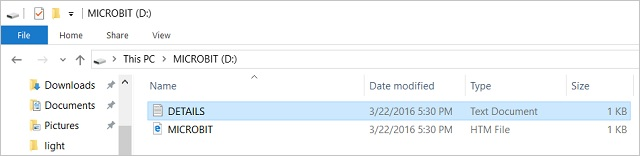 MICROBIT (D:)
File Home Share View
This PC > MICROBIT (D:)
Downloads Name Date modified Type Size
Documents DETAILS 3/22/2016 5:30 PM Text Document 1 KB
Pictures MICROBIT 3/22/2016 5:30 PM HTM File 1 KB
light